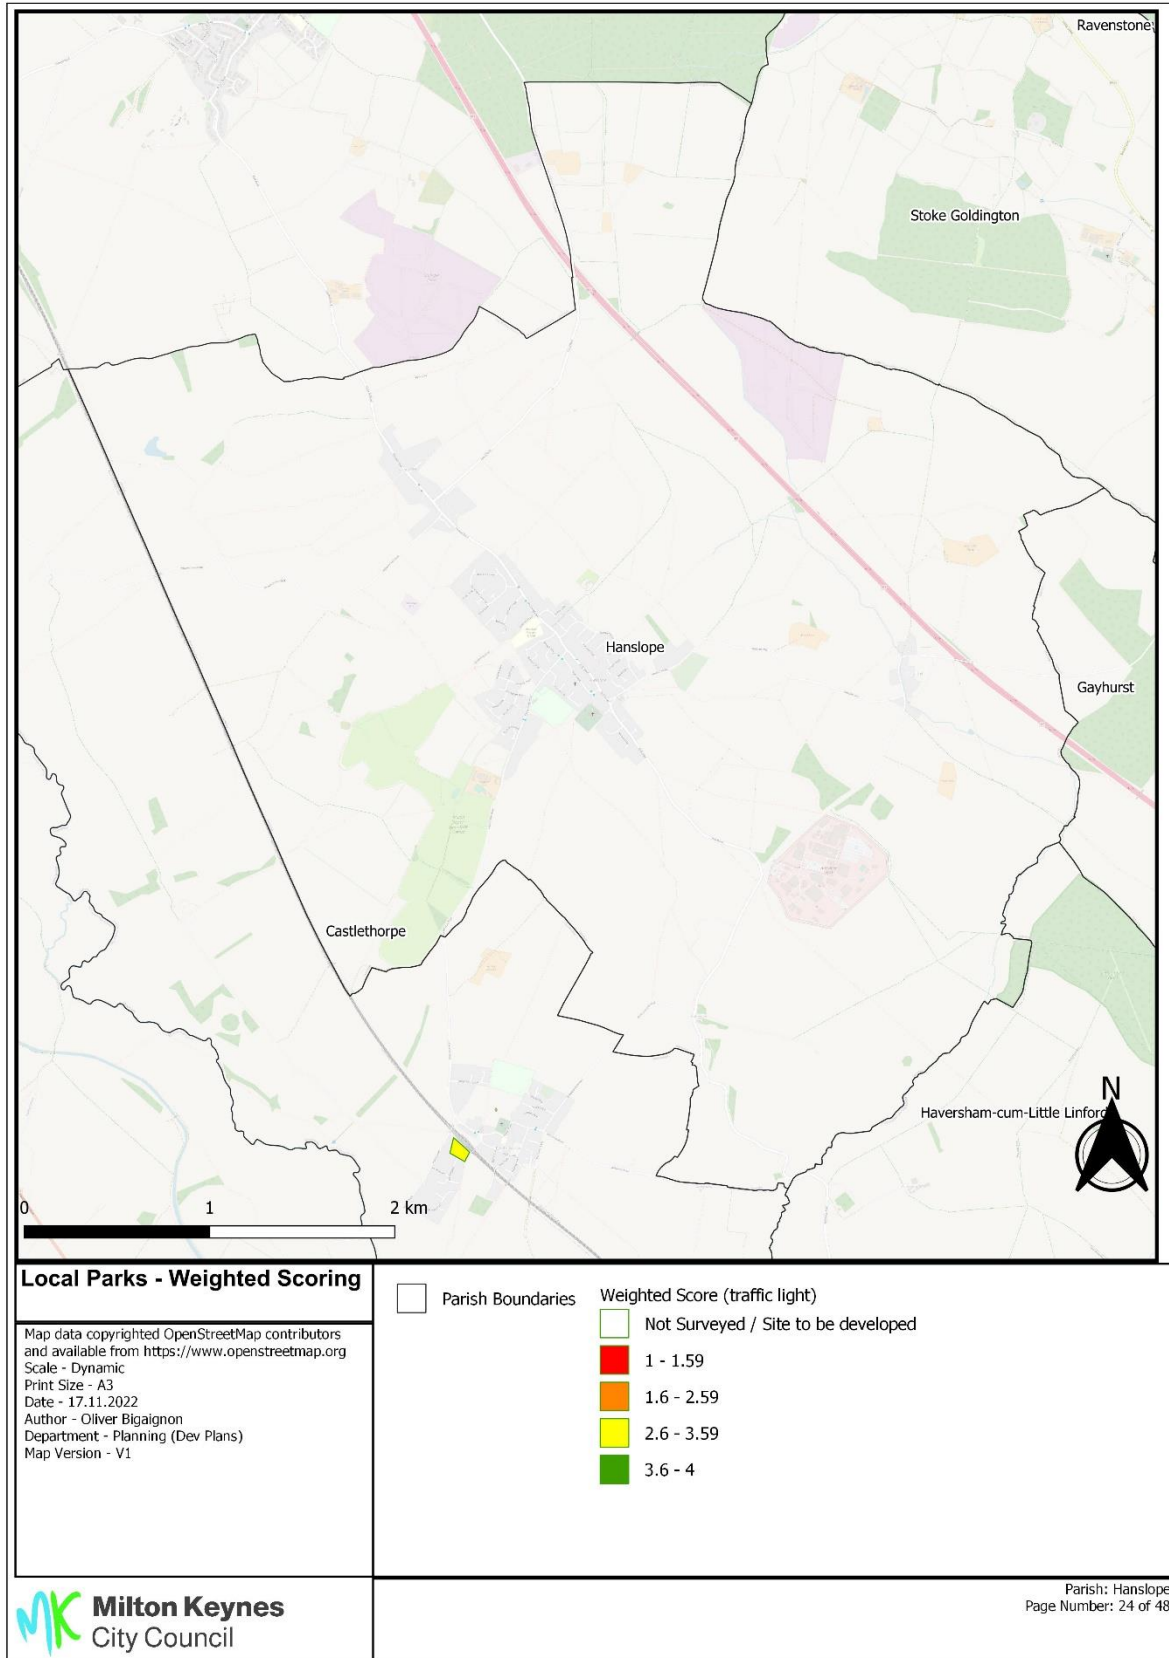 Ravenstone
Stoke Goldington
Hanslope
Gayhurst
Castlethorpe
N
Haversham-cum-Little Linford
0 1 2 km
Local Parks - Weighted Scoring
Map data copyrighted OpenStreetMap contributors
and available from https://www.openstreetmap.org
Scale - Dynamic
Print Size - A3
Date - 17.11.2022
Author - Oliver Bigaignon
Department - Planning (Dev Plans)
Map Version - V1
Parish Boundaries
Weighted Score (traffic light)
Not Surveyed / Site to be developed
1 - 1.59
1.6 - 2.59
2.6 - 3.59
3.6 - 4
MK Milton Keynes
City Council
Parish: Hanslope
Page Number: 24 of 48